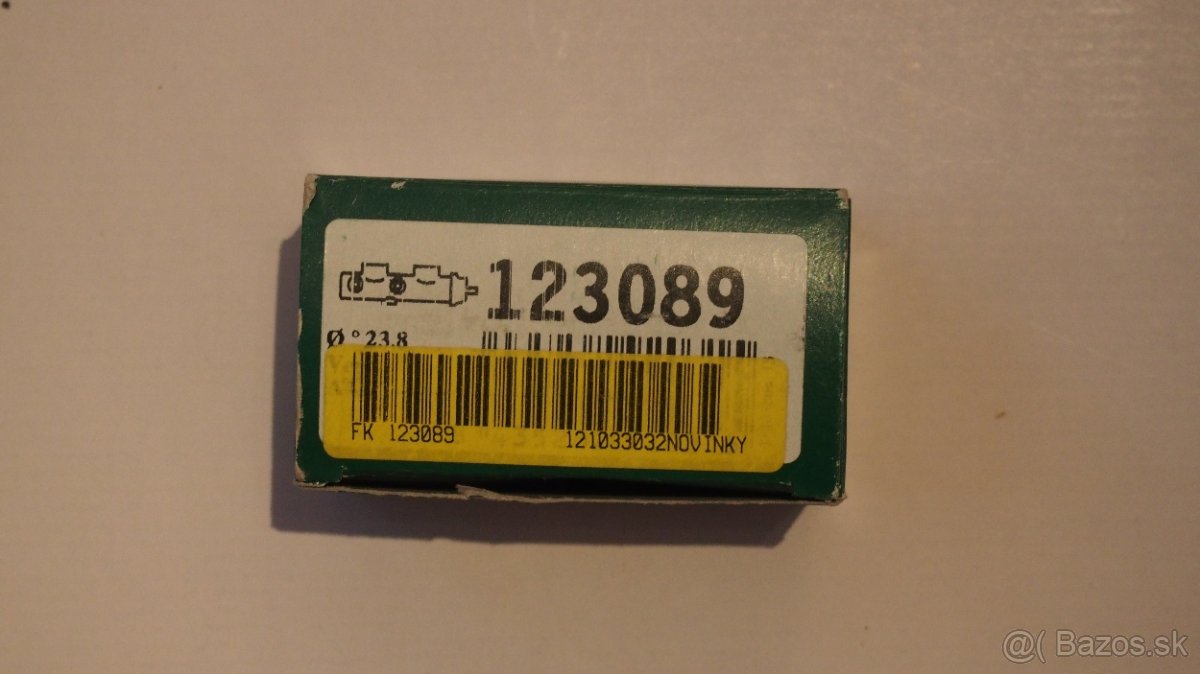 123089
Ø ° 23.8
FK 123089 121033032NOVINKY
@( Bazos.sk